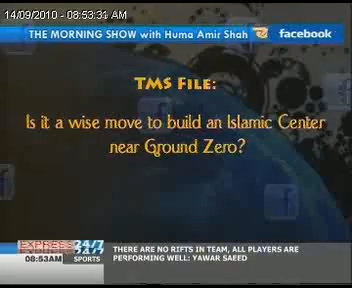 14/09/2010 - 08:53:31 AM
THE MORNING SHOW with Huma Amir Shah facebook
TMS FILE:
Is it a wise move to build an Islamic Center
near Ground Zero?
EXPRESS 24/7
08:53AM SPORTS
THERE ARE NO RIFTS IN TEAM, ALL PLAYERS ARE
PERFORMING WELL: YAWAR SAEED